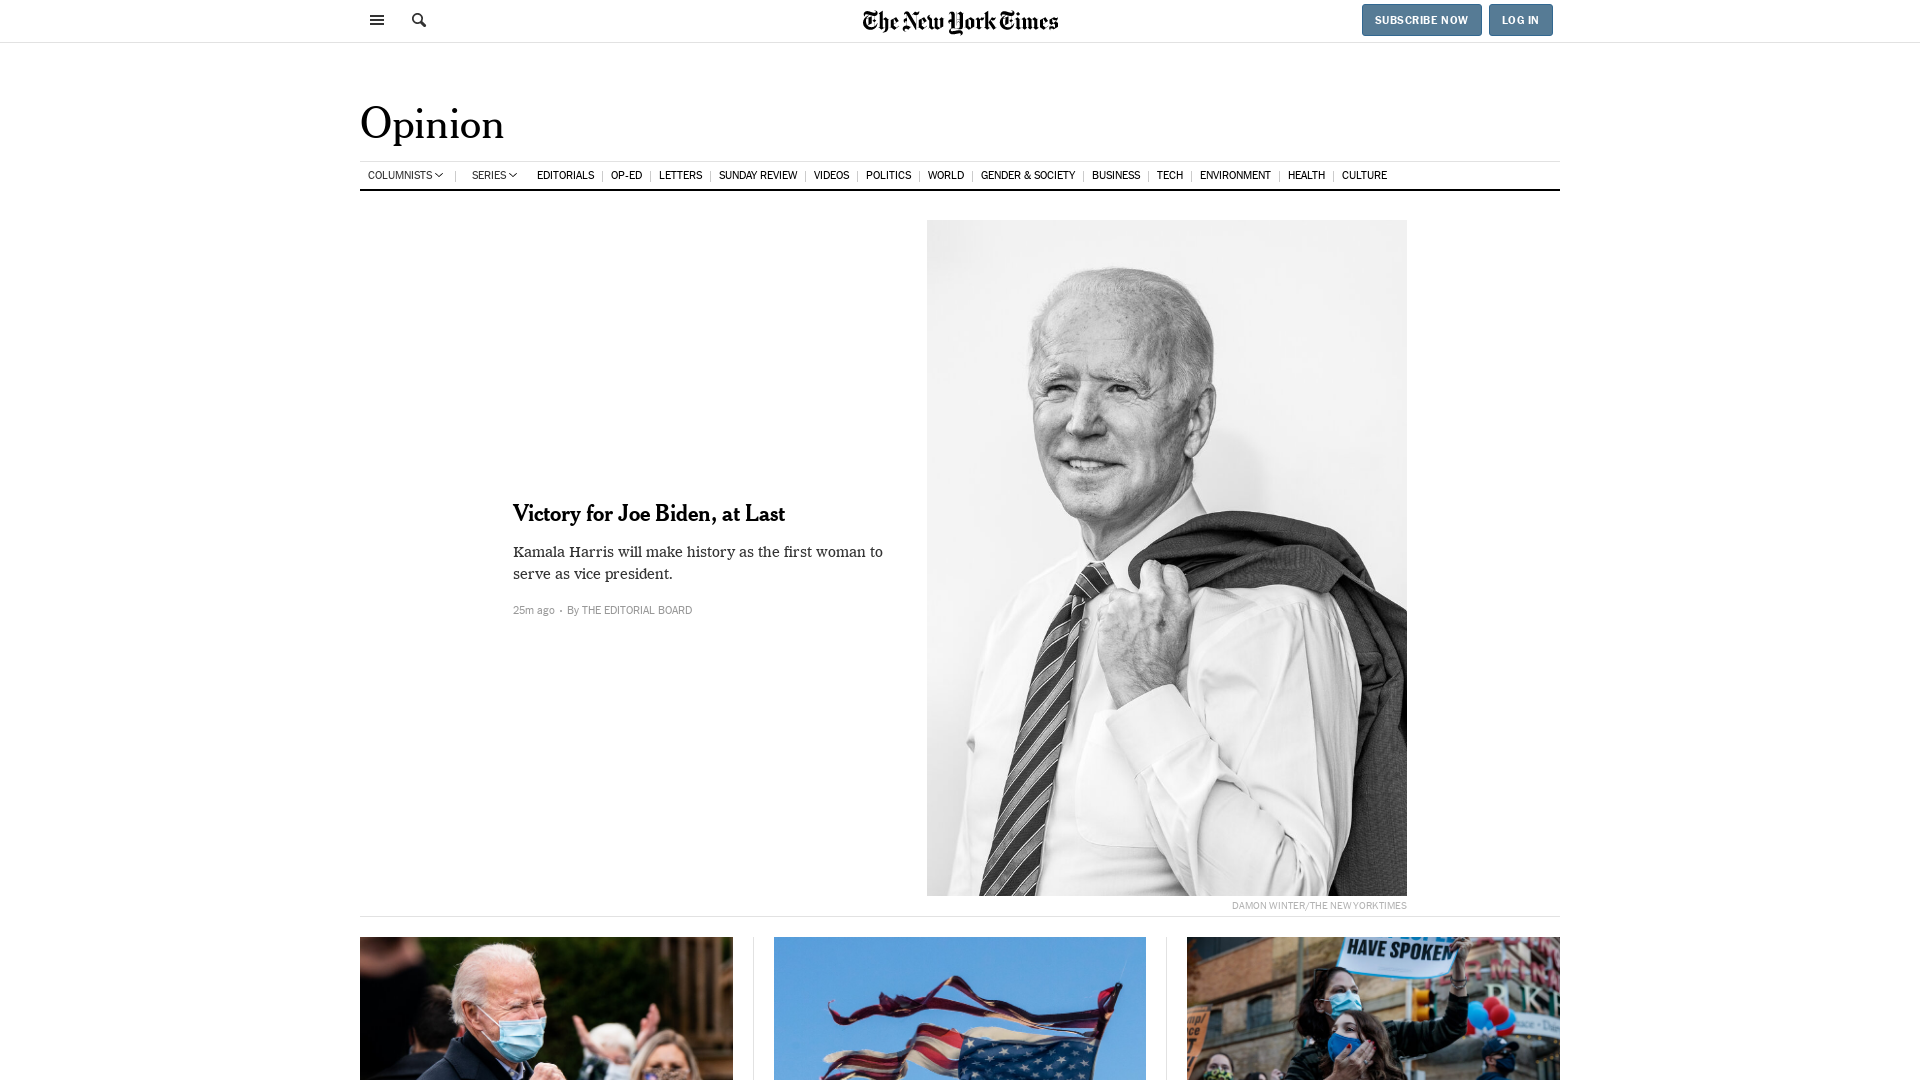 The New York Times
SUBSCRIBE NOW
LOG IN
Opinion
COLUMNISTS
SERIES
EDITORIALS
OP-ED
LETTERS
SUNDAY REVIEW
VIDEOS
POLITICS
WORLD
GENDER & SOCIETY
BUSINESS
TECH
ENVIRONMENT
HEALTH
CULTURE
Victory for Joe Biden, at Last
Kamala Harris will make history as the first woman to
serve as vice president.
25m ago • By THE EDITORIAL BOARD
DAMON WINTER/THE NEW YORK TIMES
HAVE SPOKEN